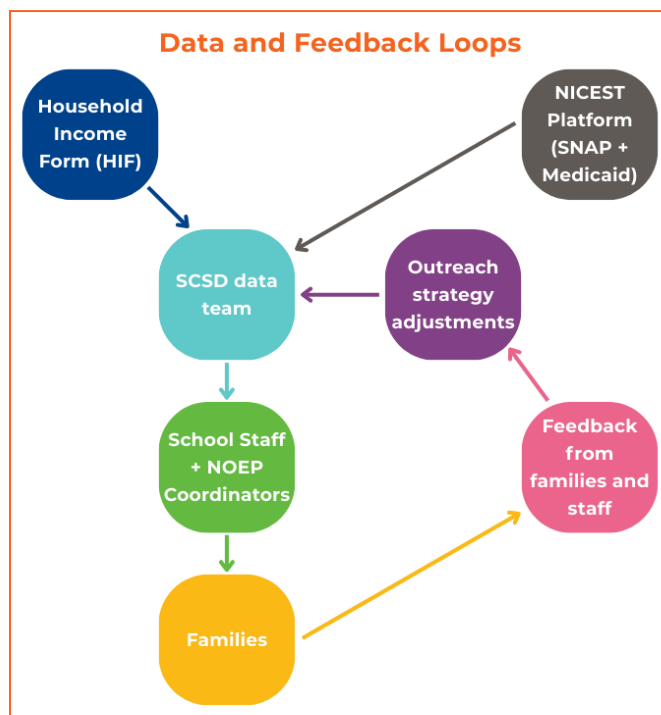 Data and Feedback Loops
Household
Income
Form (HIF)
NICEST
Platform
(SNAP +
Medicaid)
SCSD data
team
Outreach
strategy
adjustments
School Staff
+ NOEP
Coordinators
Feedback
from
families and
staff
Families